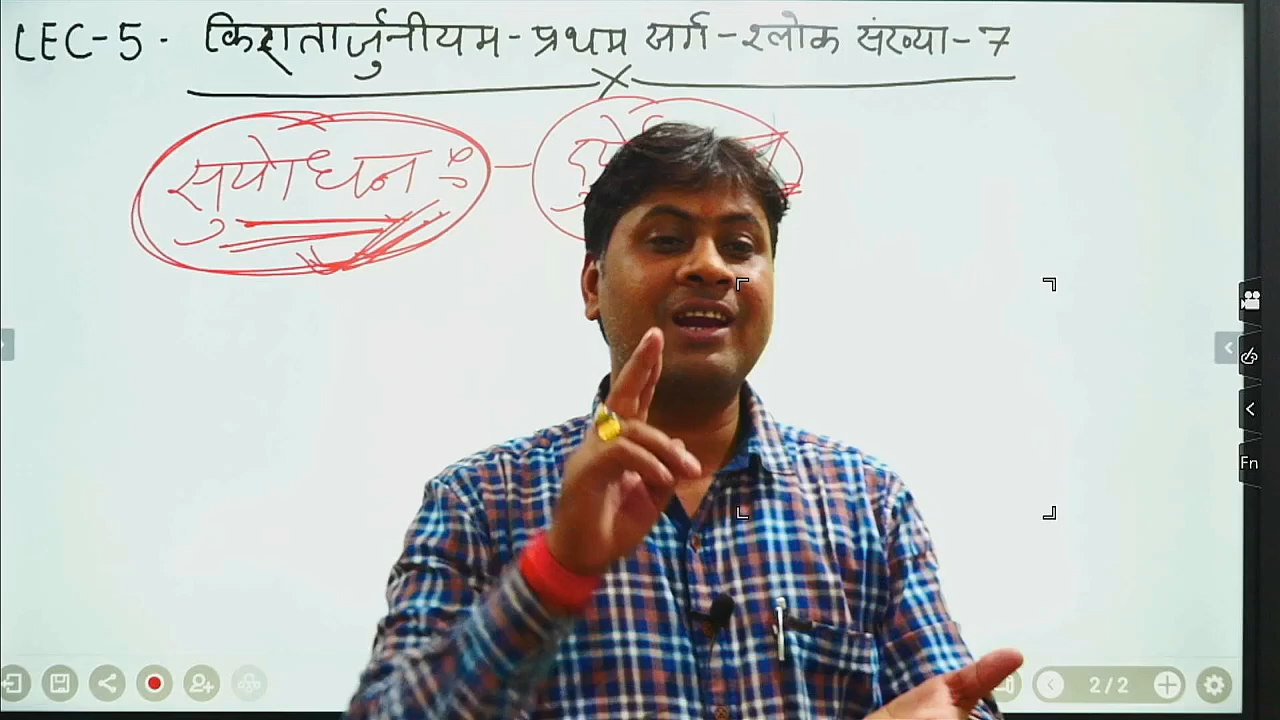 LEC-5. किरातार्जुनीयम - प्रथम सर्ग - श्लोक संख्या - 7
सुयोधन :
2/2
Fn